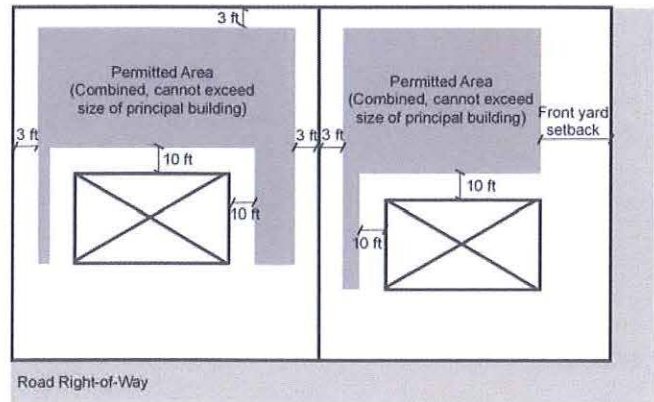 3 ft
Permitted Area
(Combined, cannot exceed
size of principal building)
3 ft
10 ft
10 ft
3 ft
3 ft
Permitted Area
(Combined, cannot exceed
size of principal building)
Front yard
setback
10 ft
10 ft
Road Right-of-Way